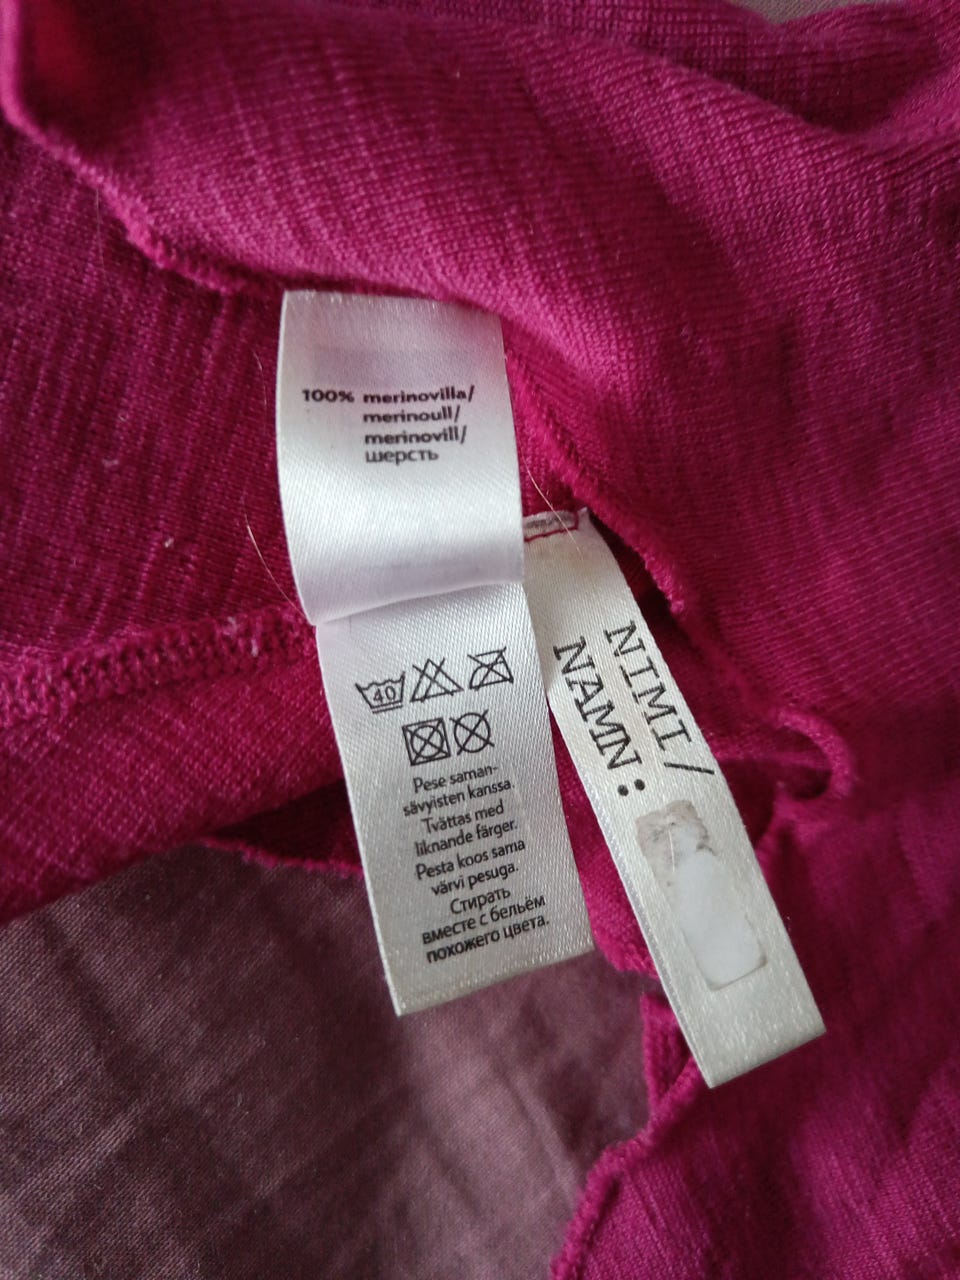 100% merinovilla/
merinoull/
merinovill/
шерсть
40
Pese saman-
sävyisten kanssa.
Tvättas med
liknande färger.
Pesta koos sama
värvi pesuga.
Стирать
вместе с бельём
похожего цвета.
NIMI/
NAMN: